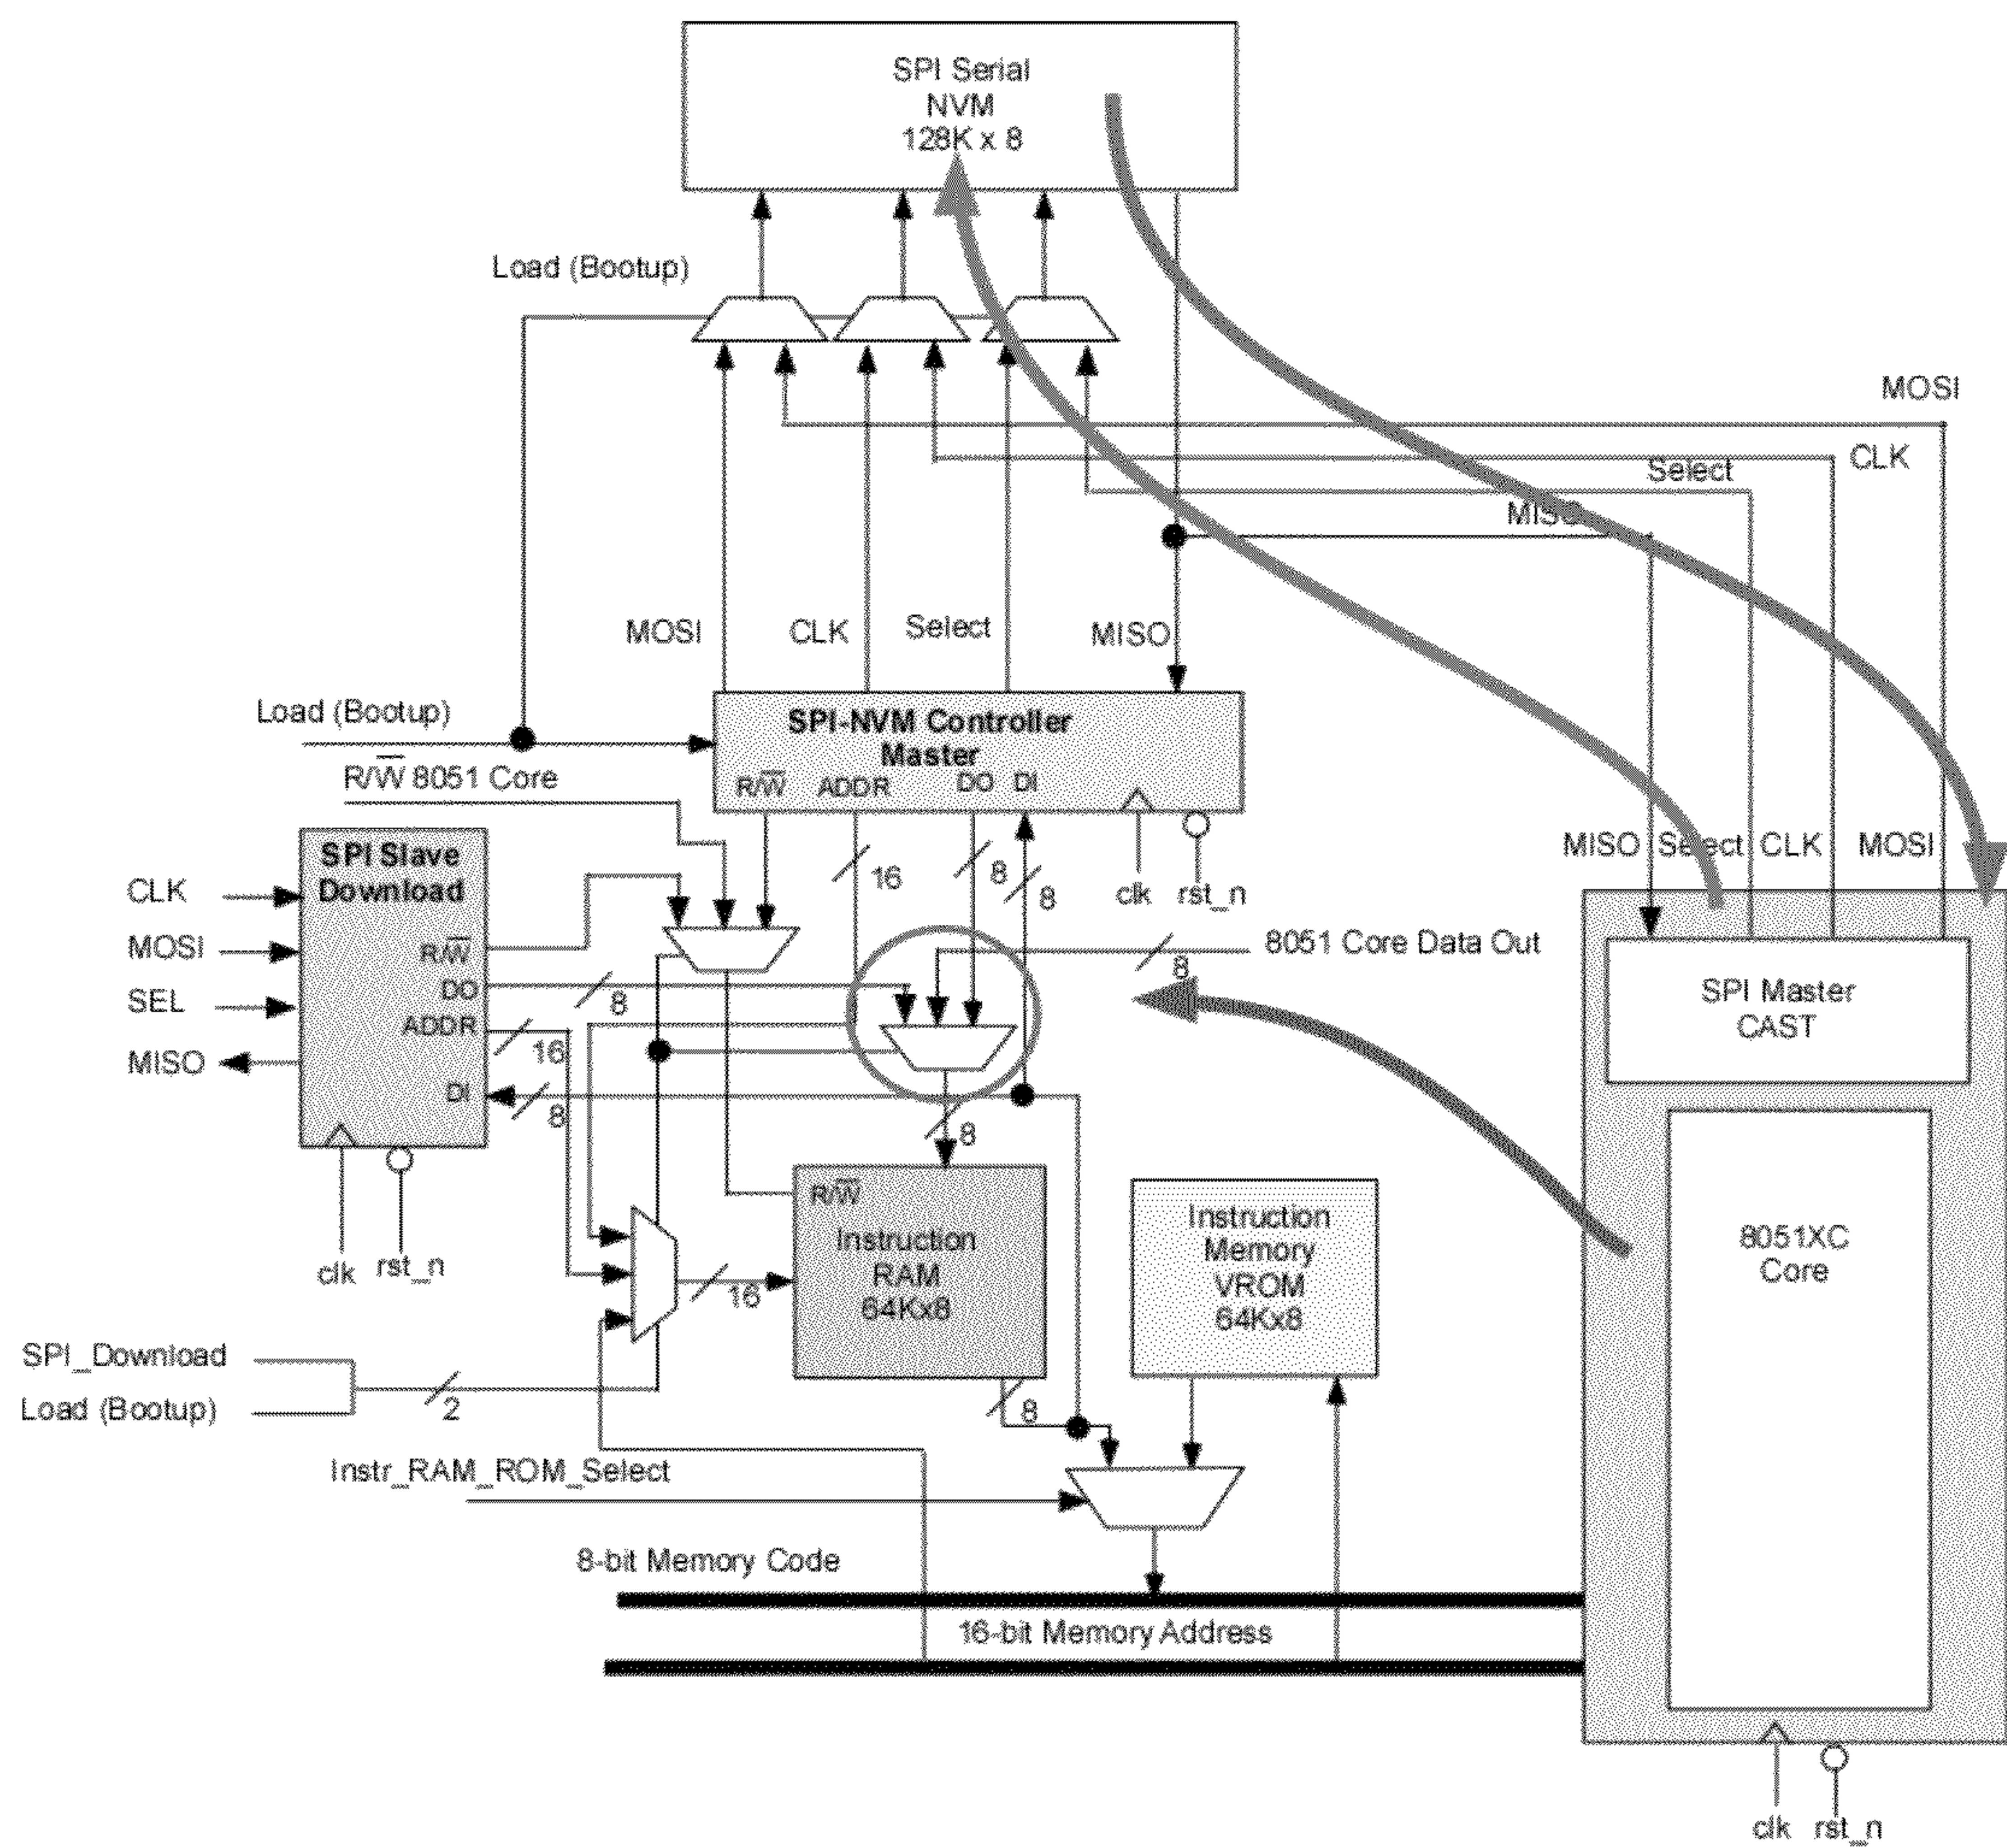 SPI Serial
NVM
128K x 8
Load (Bootup)
MOSI
CLK
Select
MISO
MOSI
CLK
Select
MISO
Load (Bootup)
SPI-NVM Controller
Master
R/W̅ 8051 Core
R/W̅
ADDR
DO
DI
SPI Slave
Download
16
8
8
clk
rst_n
MISO
Select
CLK
MOSI
CLK
MOSI
SEL
MISO
R/W̅
DO
ADDR
DI
8
16
8
8051 Core Data Out
8
SPI Master
CAST
8
clk
rst_n
R/W̅
Instruction
RAM
64Kx8
16
Instruction
Memory
VROM
64Kx8
8051XC
Core
SPI_Download
Load (Bootup)
2
8
Instr_RAM_ROM_Select
8-bit Memory Code
16-bit Memory Address
clk
rst_n